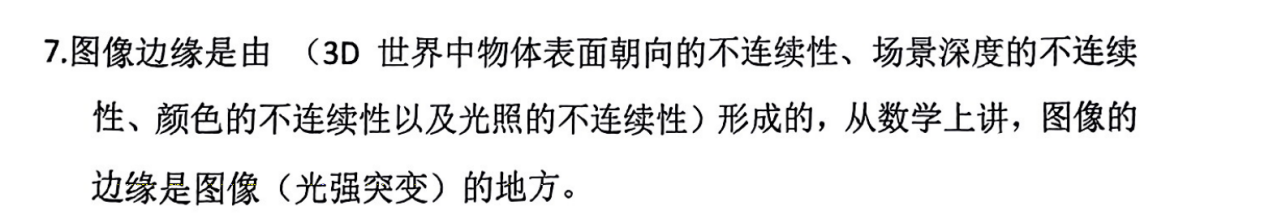 7.图像边缘是由 （3D 世界中物体表面朝向的不连续性、场景深度的不连续
性、颜色的不连续性以及光照的不连续性）形成的，从数学上讲，图像的
边缘是图像（光强突变）的地方。